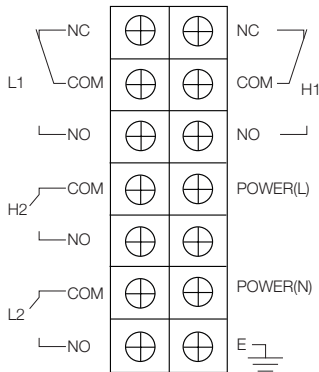 NC NC
L1 COM COM H1
NO NO
H2 COM POWER(L)
NO
L2 COM POWER(N)
NO E